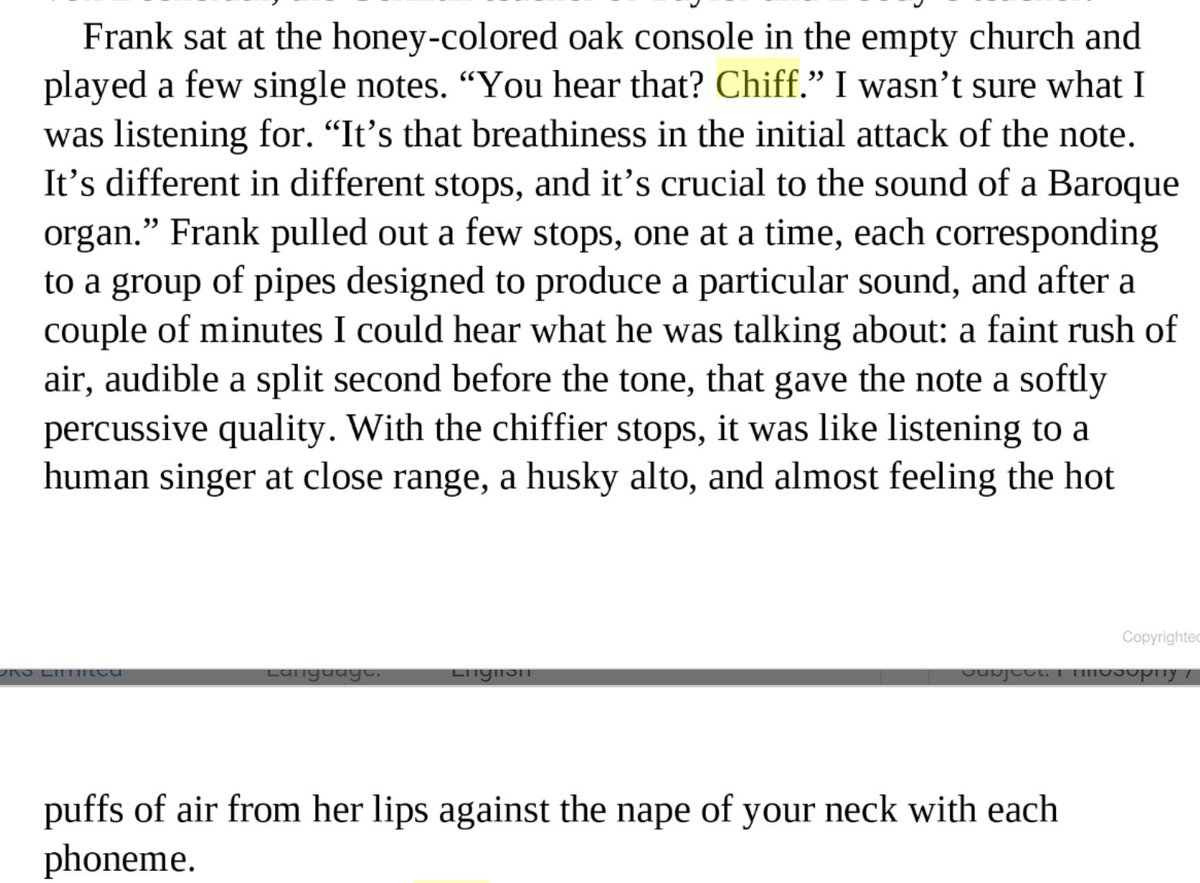 Frank sat at the honey-colored oak console in the empty church and
played a few single notes. “You hear that? Chiff.” I wasn’t sure what I
was listening for. “It’s that breathiness in the initial attack of the note.
It’s different in different stops, and it’s crucial to the sound of a Baroque
organ.” Frank pulled out a few stops, one at a time, each corresponding
to a group of pipes designed to produce a particular sound, and after a
couple of minutes I could hear what he was talking about: a faint rush of
air, audible a split second before the tone, that gave the note a softly
percussive quality. With the chiffier stops, it was like listening to a
human singer at close range, a husky alto, and almost feeling the hot
Copyrighted
Limited Language: English Subject: Philosophy /
puffs of air from her lips against the nape of your neck with each
phoneme.